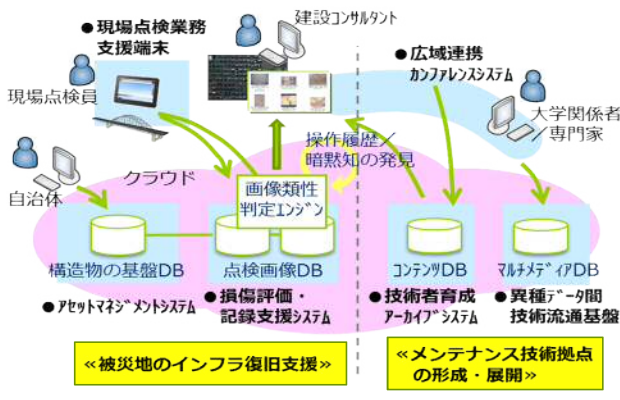 建設コンサルタント
●現場点検業務
支援端末
●広域連携
カンファレンスシステム
現場点検員
大学関係者
／専門家
操作履歴／
暗黙知の発見
自治体
クラウド
画像類性
判定エンジン
構造物の基盤DB
点検画像DB
コンテンツDB
マルチメディアDB
●アセットマネジメントシステム
●損傷評価・
記録支援システム
●技術者育成
アーカイブシステム
●異種データ間
技術流通基盤
≪被災地のインフラ復旧支援≫
≪メンテナンス技術拠点
の形成・展開≫